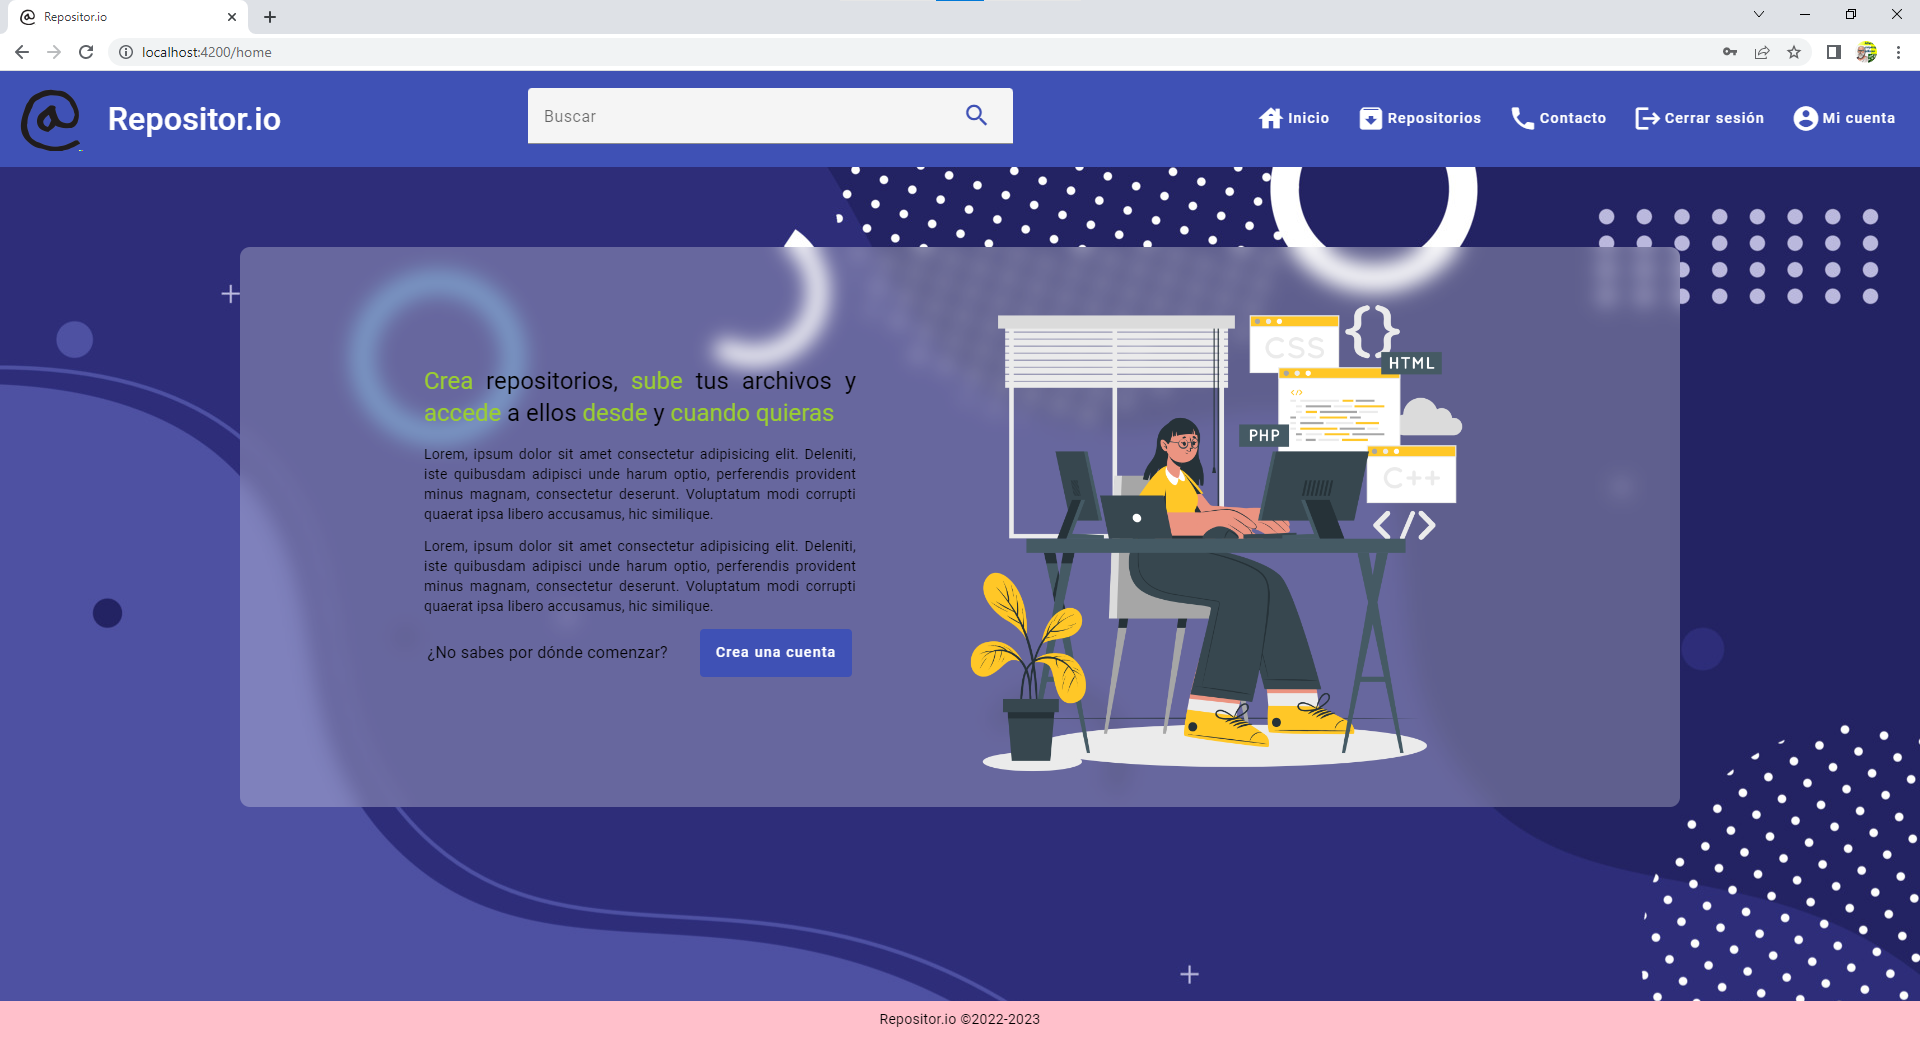 Repositor.io
localhost:4200/home
Repositor.io
Buscar
Inicio
Repositorios
Contacto
Cerrar sesión
Mi cuenta
Crea repositorios, sube tus archivos y
accede a ellos desde y cuando quieras
Lorem, ipsum dolor sit amet consectetur adipisicing elit. Deleniti,
iste quibusdam adipisci unde harum optio, perferendis provident
minus magnam, consectetur deserunt. Voluptatum modi corrupti
quaerat ipsa libero accusamus, hic similique.
Lorem, ipsum dolor sit amet consectetur adipisicing elit. Deleniti,
iste quibusdam adipisci unde harum optio, perferendis provident
minus magnam, consectetur deserunt. Voluptatum modi corrupti
quaerat ipsa libero accusamus, hic similique.
¿No sabes por dónde comenzar?
Crea una cuenta
CSS
{}
HTML
</>
PHP
C++
</>
Repositor.io ©2022-2023